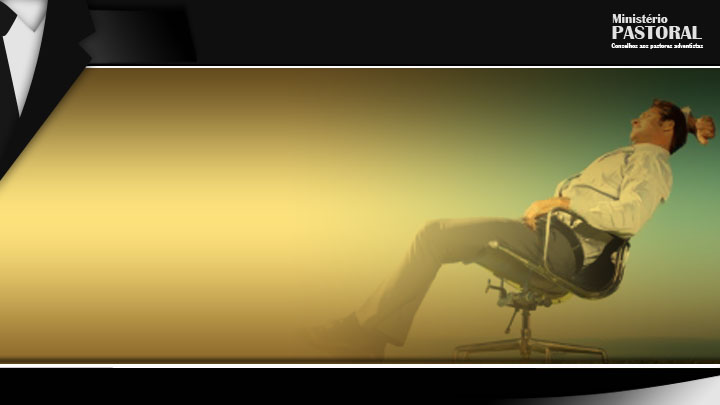 Ministério
PASTORAL
Conselhos aos pastores adventistas